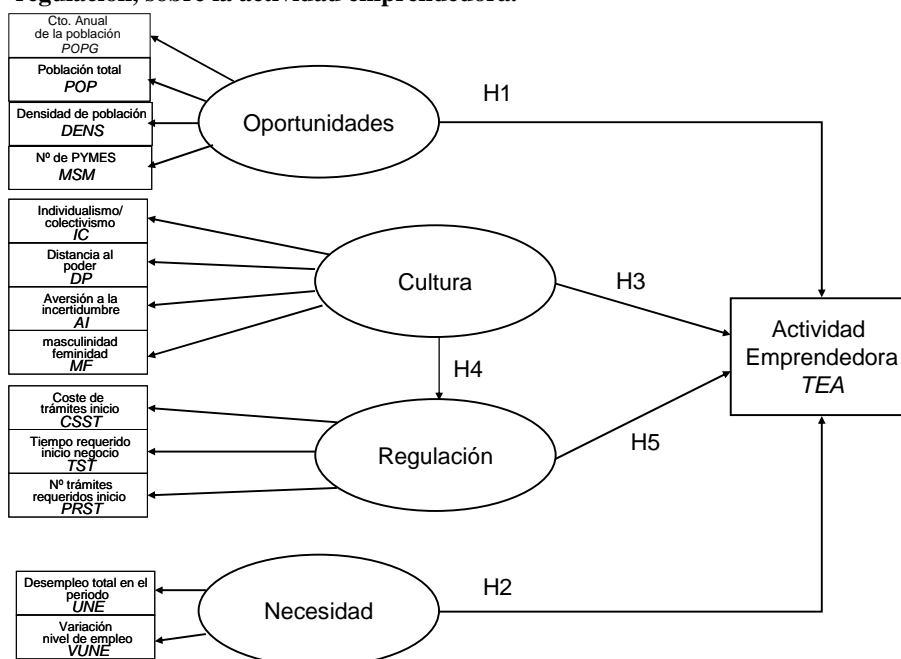 regulación, sobre la actividad emprendedora.
Cto. Anual
de la población
POPG
Población total
POP
Densidad de población
DENS
Nº de PYMES
MSM
Oportunidades
H1
Individualismo/
colectivismo
IC
Distancia al
poder
DP
Aversión a la
incertidumbre
AI
masculinidad
feminidad
MF
Cultura
H3
H4
Actividad
Emprendedora
TEA
Coste de
trámites inicio
CSST
Tiempo requerido
inicio negocio
TST
Nº trámites
requeridos inicio
PRST
Regulación
H5
Desempleo total en el
periodo
UNE
Variación
nivel de empleo
VUNE
Necesidad
H2